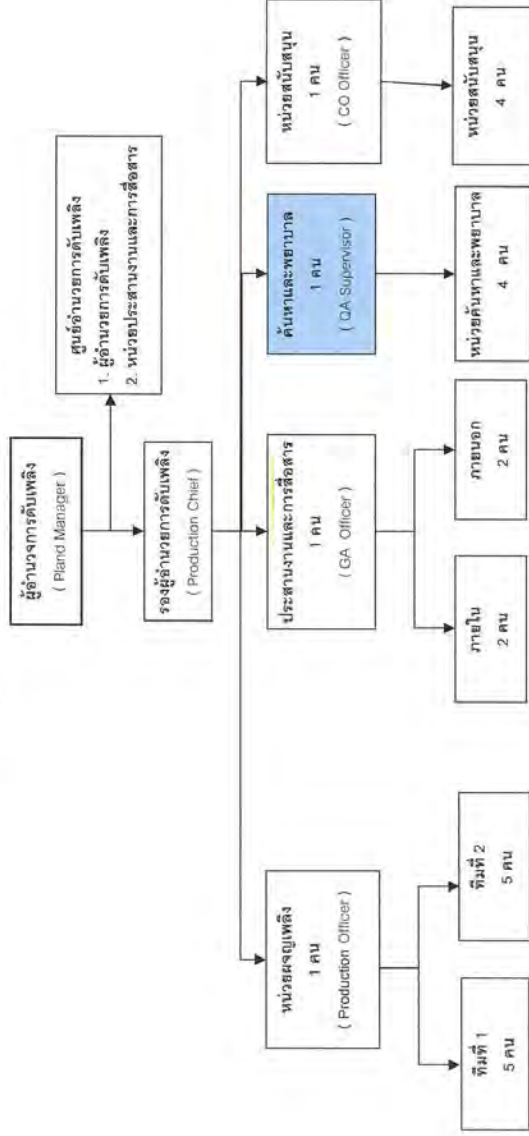 ผู้อำนวจการดับเพลิง
( Pland Manager )
ศูนย์อำนวยการดับเพลิง
1. ผู้อำนวยการดับเพลิง
2. หน่วยประสานงานและการสื่อสาร
รองผู้อำนวยการดับเพลิง
( Production Chief )
หน่วยผจญเพลิง
1 คน
( Production Officer )
ประสานงานและการสื่อสาร
1 คน
( GA Officer )
ค้นหาและพยาบาล
1 คน
( QA Supervisor )
หน่วยสนับสนุน
1 คน
( CO Officer )
ทีมที่ 1
5 คน
ทีมที่ 2
5 คน
ภายใน
2 คน
ภายนอก
2 คน
หน่วยค้นหาและพยาบาล
4 คน
หน่วยสนับสนุน
4 คน